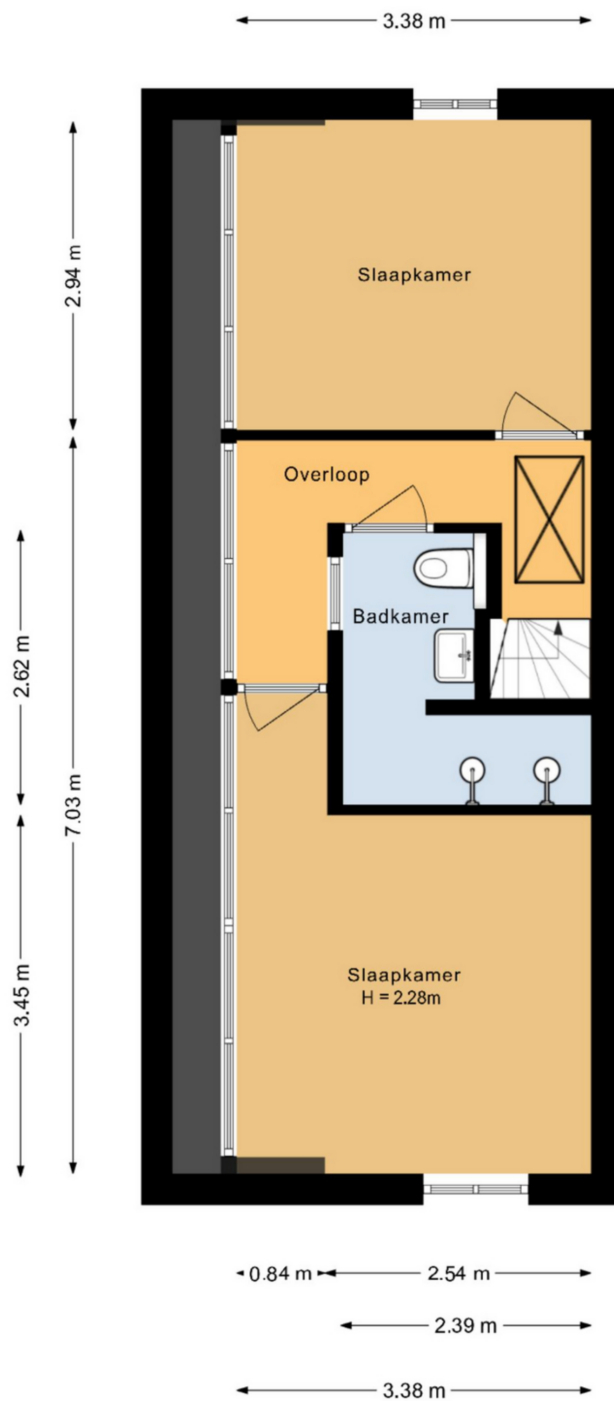 3.38 m
2.94 m
Slaapkamer
Overloop
Badkamer
2.62 m
7.03 m
3.45 m
Slaapkamer
H = 2.28m
0.84 m
2.54 m
2.39 m
3.38 m